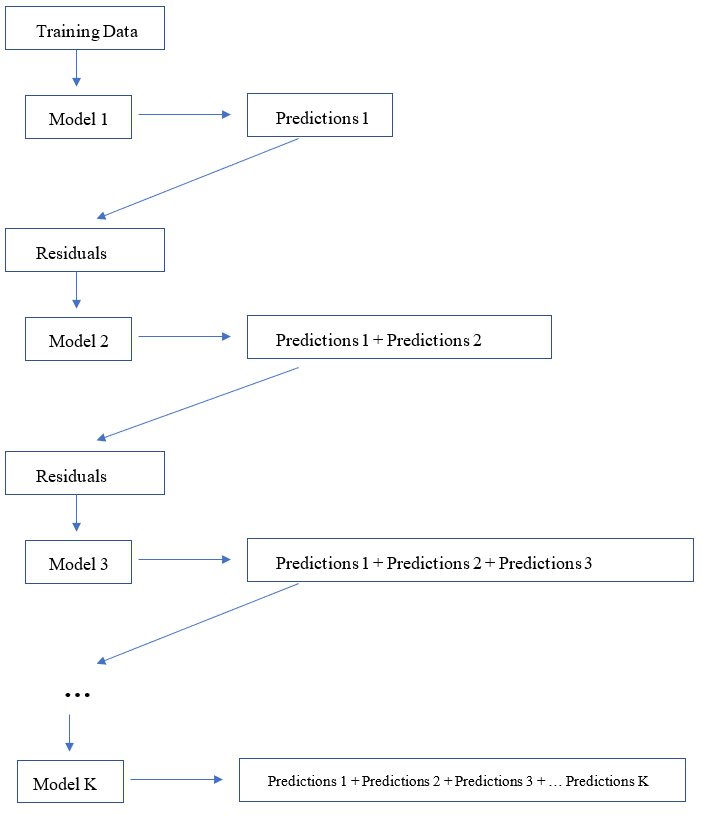 Training Data
Model 1
Predictions 1
Residuals
Model 2
Predictions 1 + Predictions 2
Residuals
Model 3
Predictions 1 + Predictions 2 + Predictions 3
...
Model K
Predictions 1 + Predictions 2 + Predictions 3 + … Predictions K